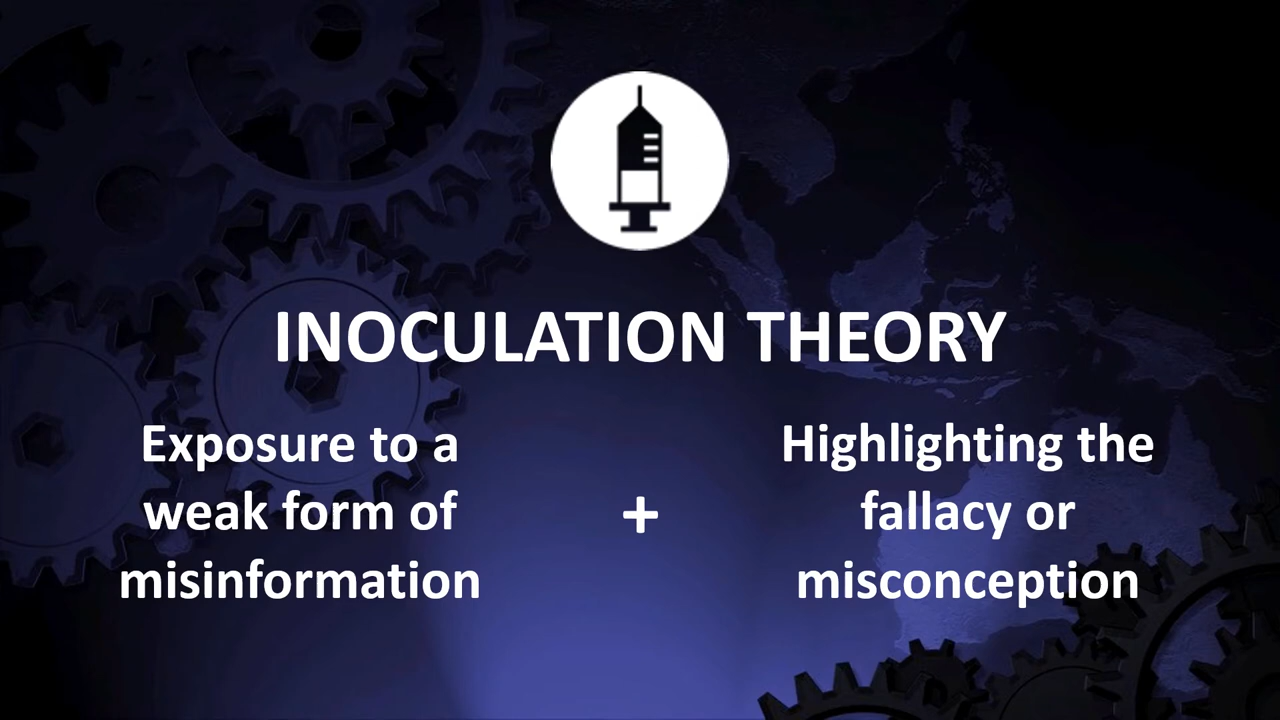 INOCULATION THEORY
Exposure to a
weak form of
misinformation
+
Highlighting the
fallacy or
misconception